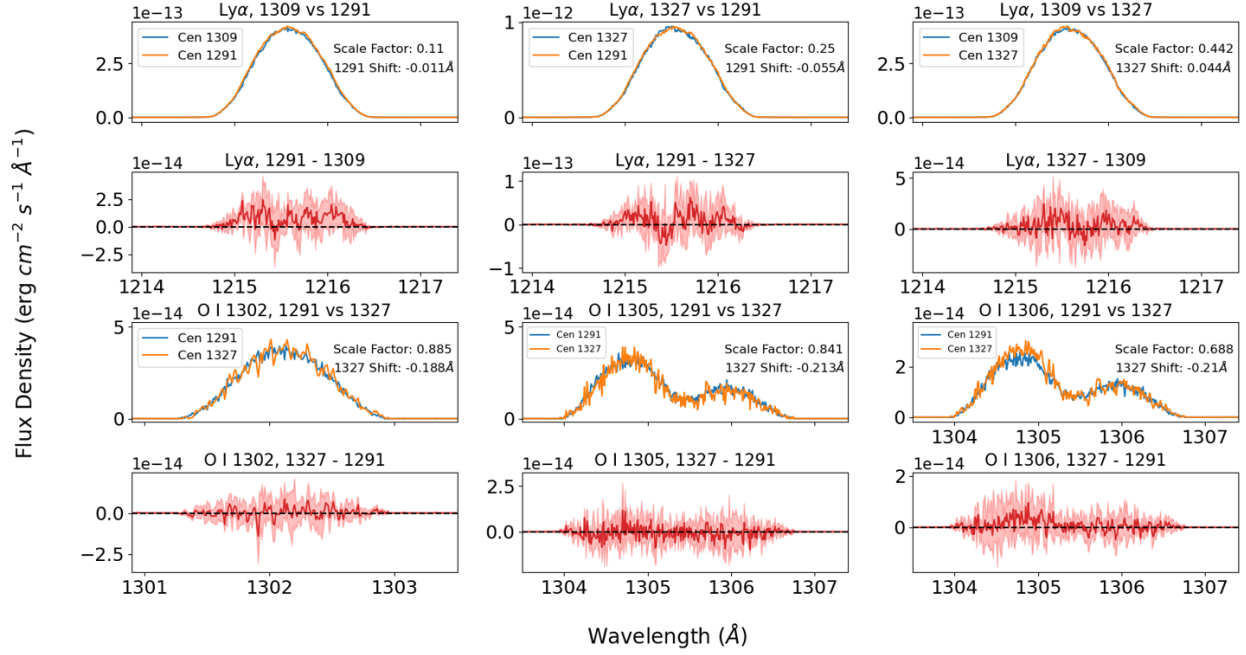 Flux Density (erg cm⁻² s⁻¹ Å⁻¹)
1e−13 Lyα, 1309 vs 1291
Cen 1309
Cen 1291
Scale Factor: 0.11
1291 Shift: -0.011Å
2.5
0.0
1e−12 Lyα, 1327 vs 1291
Cen 1327
Cen 1291
Scale Factor: 0.25
1291 Shift: -0.055Å
1
0
1e−13 Lyα, 1309 vs 1327
Cen 1309
Cen 1327
Scale Factor: 0.442
1327 Shift: 0.044Å
2.5
0.0
1e−14 Lyα, 1291 - 1309
2.5
0.0
−2.5
1214 1215 1216 1217
1e−13 Lyα, 1291 - 1327
1
0
−1
1214 1215 1216 1217
1e−14 Lyα, 1327 - 1309
5
0
−5
1214 1215 1216 1217
1e−14 O I 1302, 1291 vs 1327
Cen 1291
Cen 1327
Scale Factor: 0.885
1327 Shift: -0.188Å
5
0
1e−14 O I 1305, 1291 vs 1327
Cen 1291
Cen 1327
Scale Factor: 0.841
1327 Shift: -0.213Å
5
0
1e−14 O I 1306, 1291 vs 1327
Cen 1291
Cen 1327
Scale Factor: 0.688
1327 Shift: -0.21Å
2
0
1304 1305 1306 1307
1e−14 O I 1302, 1327 - 1291
0.0
−2.5
1301 1302 1303
1e−14 O I 1305, 1327 - 1291
2.5
0.0
1304 1305 1306 1307
1e−14 O I 1306, 1327 - 1291
2
0
1304 1305 1306 1307
Wavelength (Å)